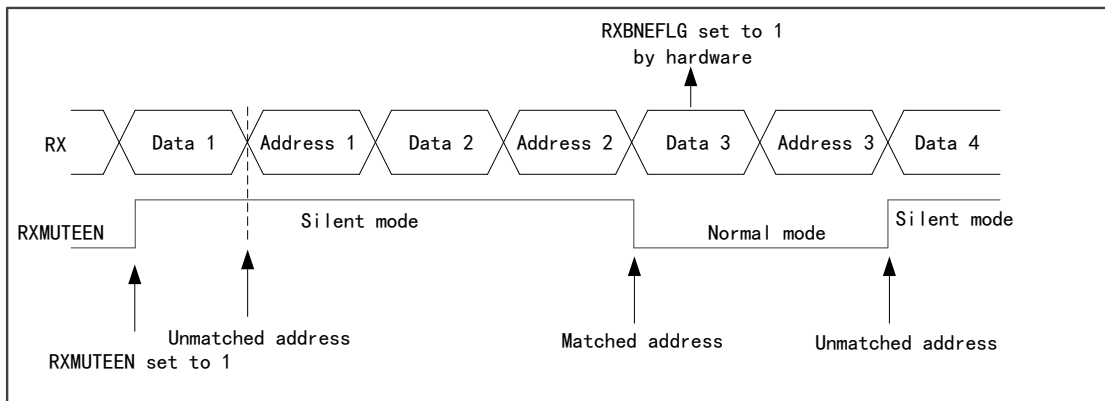 RXBNEFLG set to 1
by hardware
RX
Data 1
Address 1
Data 2
Address 2
Data 3
Address 3
Data 4
RXMUTEEN
Silent mode
Normal mode
Silent mode
Unmatched address
Matched address
Unmatched address
RXMUTEEN set to 1